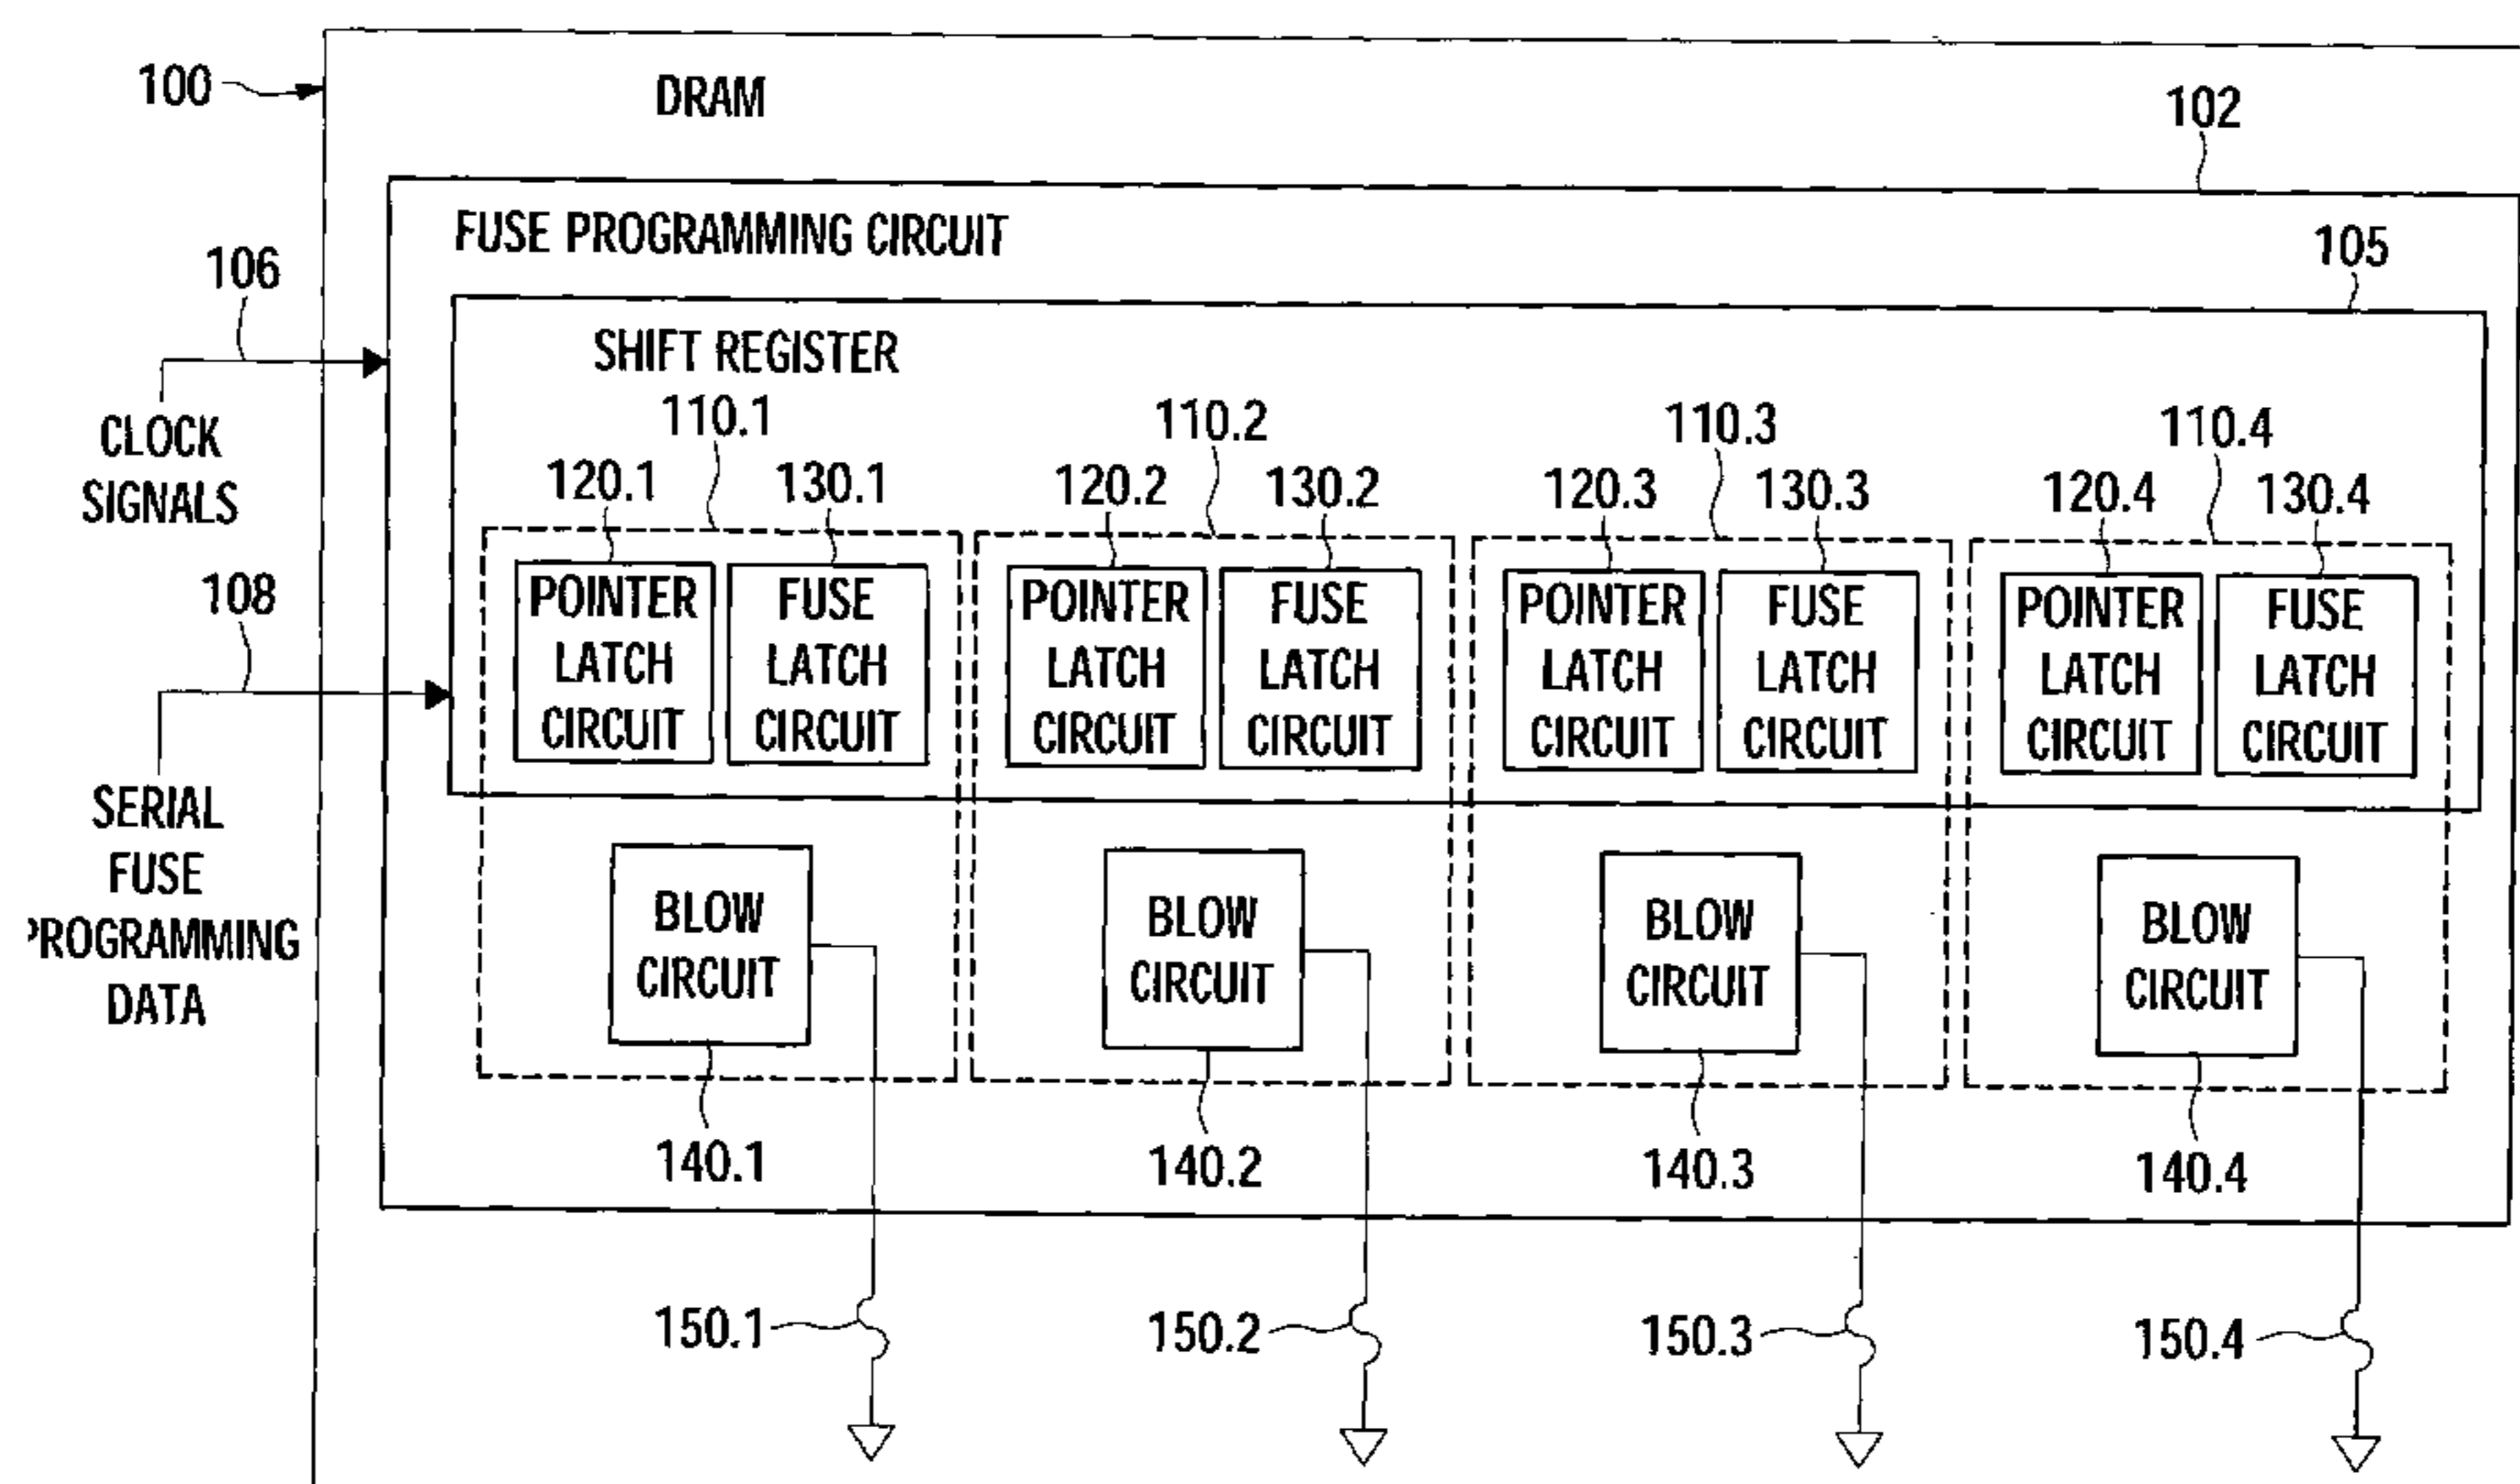 100
DRAM
102
FUSE PROGRAMMING CIRCUIT
105
106
SHIFT REGISTER
CLOCK
SIGNALS
110.1
110.2
110.3
110.4
120.1
130.1
120.2
130.2
120.3
130.3
120.4
130.4
POINTER
LATCH
CIRCUIT
FUSE
LATCH
CIRCUIT
POINTER
LATCH
CIRCUIT
FUSE
LATCH
CIRCUIT
POINTER
LATCH
CIRCUIT
FUSE
LATCH
CIRCUIT
POINTER
LATCH
CIRCUIT
FUSE
LATCH
CIRCUIT
108
SERIAL
FUSE
PROGRAMMING
DATA
BLOW
CIRCUIT
BLOW
CIRCUIT
BLOW
CIRCUIT
BLOW
CIRCUIT
140.1
140.2
140.3
140.4
150.1
150.2
150.3
150.4